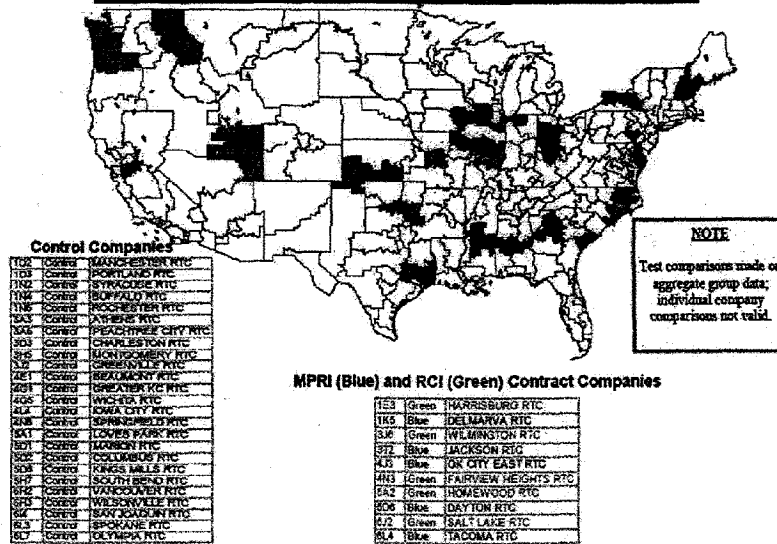 Control Companies
1D2 Control MANCHESTER RTC
1D3 Control PORTLAND RTC
1N2 Control SYRACUSE RTC
1N4 Control BUFFALO RTC
1N5 Control ROCHESTER RTC
3A3 Control ATHENS RTC
3A5 Control PEACHTREE CITY RTC
3D3 Control CHARLESTON RTC
3H5 Control MONTGOMERY RTC
3J2 Control GREENVILLE RTC
4E1 Control BEAUMONT RTC
4G1 Control GREATER KC RTC
4G5 Control WICHITA RTC
4L4 Control IOWA CITY RTC
4N5 Control SPRINGFIELD RTC
5A1 Control LOVES PARK RTC
5D1 Control MARION RTC
5D2 Control COLUMBUS RTC
5D8 Control KINGS MILLS RTC
5H7 Control SOUTH BEND RTC
6H2 Control VANCOUVER RTC
6H3 Control WILSONVILLE RTC
6I4 Control SAN JOAQUIN RTC
6L3 Control SPOKANE RTC
6L7 Control OLYMPIA RTC
NOTE
Test comparisons made on
aggregate group data;
individual company
comparisons not valid.
MPRI (Blue) and RCI (Green) Contract Companies
1E3 Green HARRISBURG RTC
1K5 Blue DELMARVA RTC
3J6 Green WILMINGTON RTC
3T2 Blue JACKSON RTC
4J3 Blue OK CITY EAST RTC
4N3 Green FAIRVIEW HEIGHTS RTC
5A2 Green HOMEWOOD RTC
5D6 Blue DAYTON RTC
6J2 Green SALT LAKE RTC
6L4 Blue TACOMA RTC